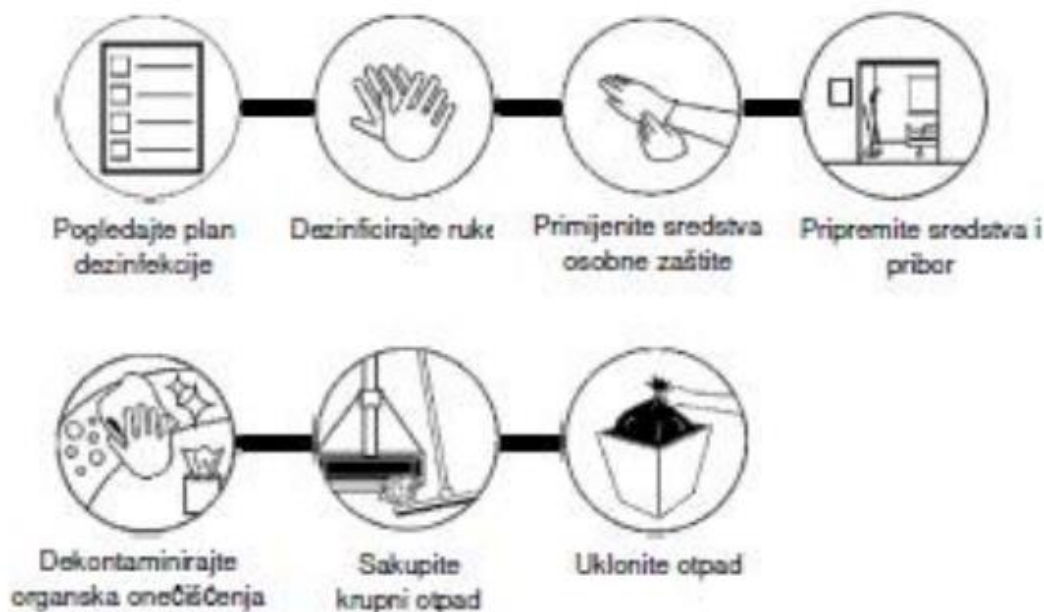 Pogledajte plan
dezinfekcije
Dezinficirajte ruke
Primijenite sredstva
osobne zaštite
Pripremite sredstva i
pribor
Dekontaminirajte
organska onečišćenja
Sakupite
krupni otpad
Uklonite otpad